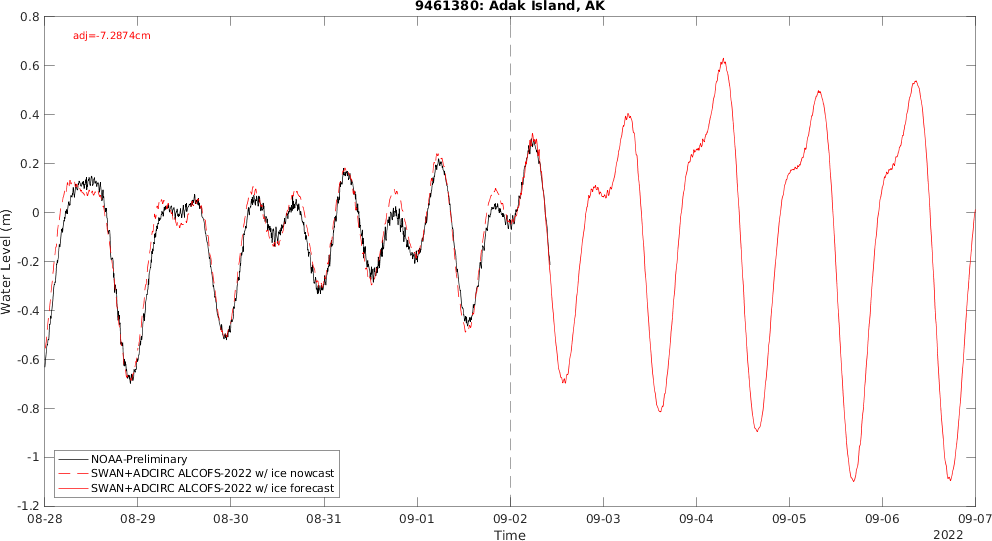 9461380: Adak Island, AK
adj=-7.2874cm
Water Level (m)
0.8
0.6
0.4
0.2
0
-0.2
-0.4
-0.6
-0.8
-1
-1.2
NOAA-Preliminary
SWAN+ADCIRC ALCOFS-2022 w/ ice nowcast
SWAN+ADCIRC ALCOFS-2022 w/ ice forecast
08-28 08-29 08-30 08-31 09-01 09-02 09-03 09-04 09-05 09-06 09-07
Time
2022